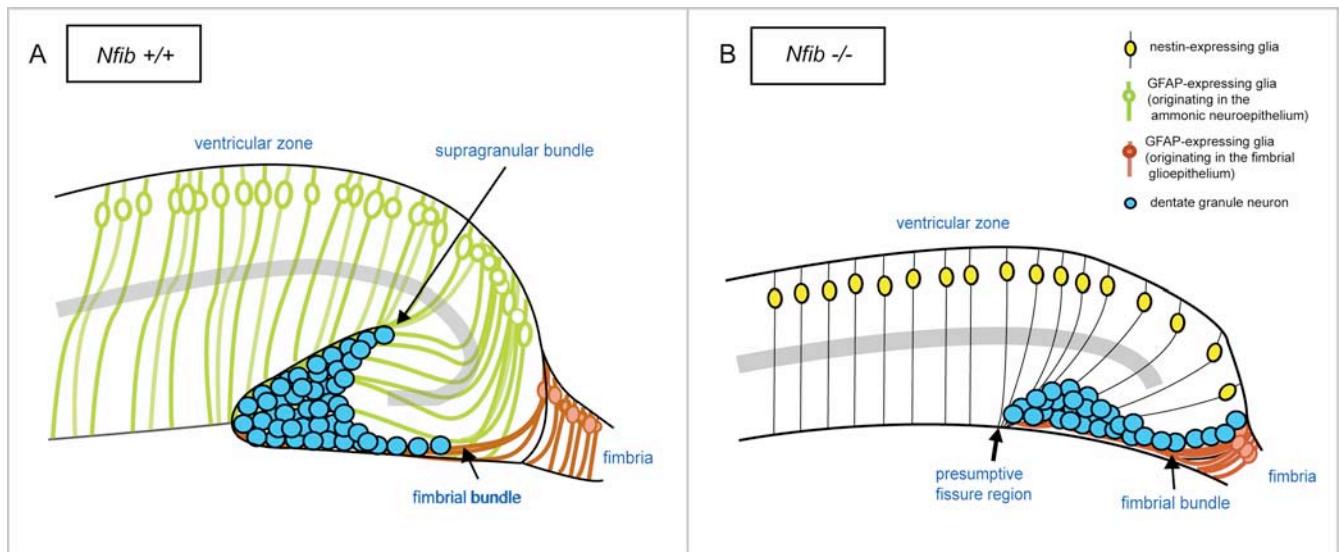 A
Nfib +/+
ventricular zone
supragranular bundle
fimbria
fimbrial bundle
B
Nfib -/-
nestin-expressing glia
GFAP-expressing glia
(originating in the
ammonic neuroepithelium)
GFAP-expressing glia
(originating in the fimbrial
glioepithelium)
dentate granule neuron
ventricular zone
presumptive
fissure region
fimbrial bundle
fimbria